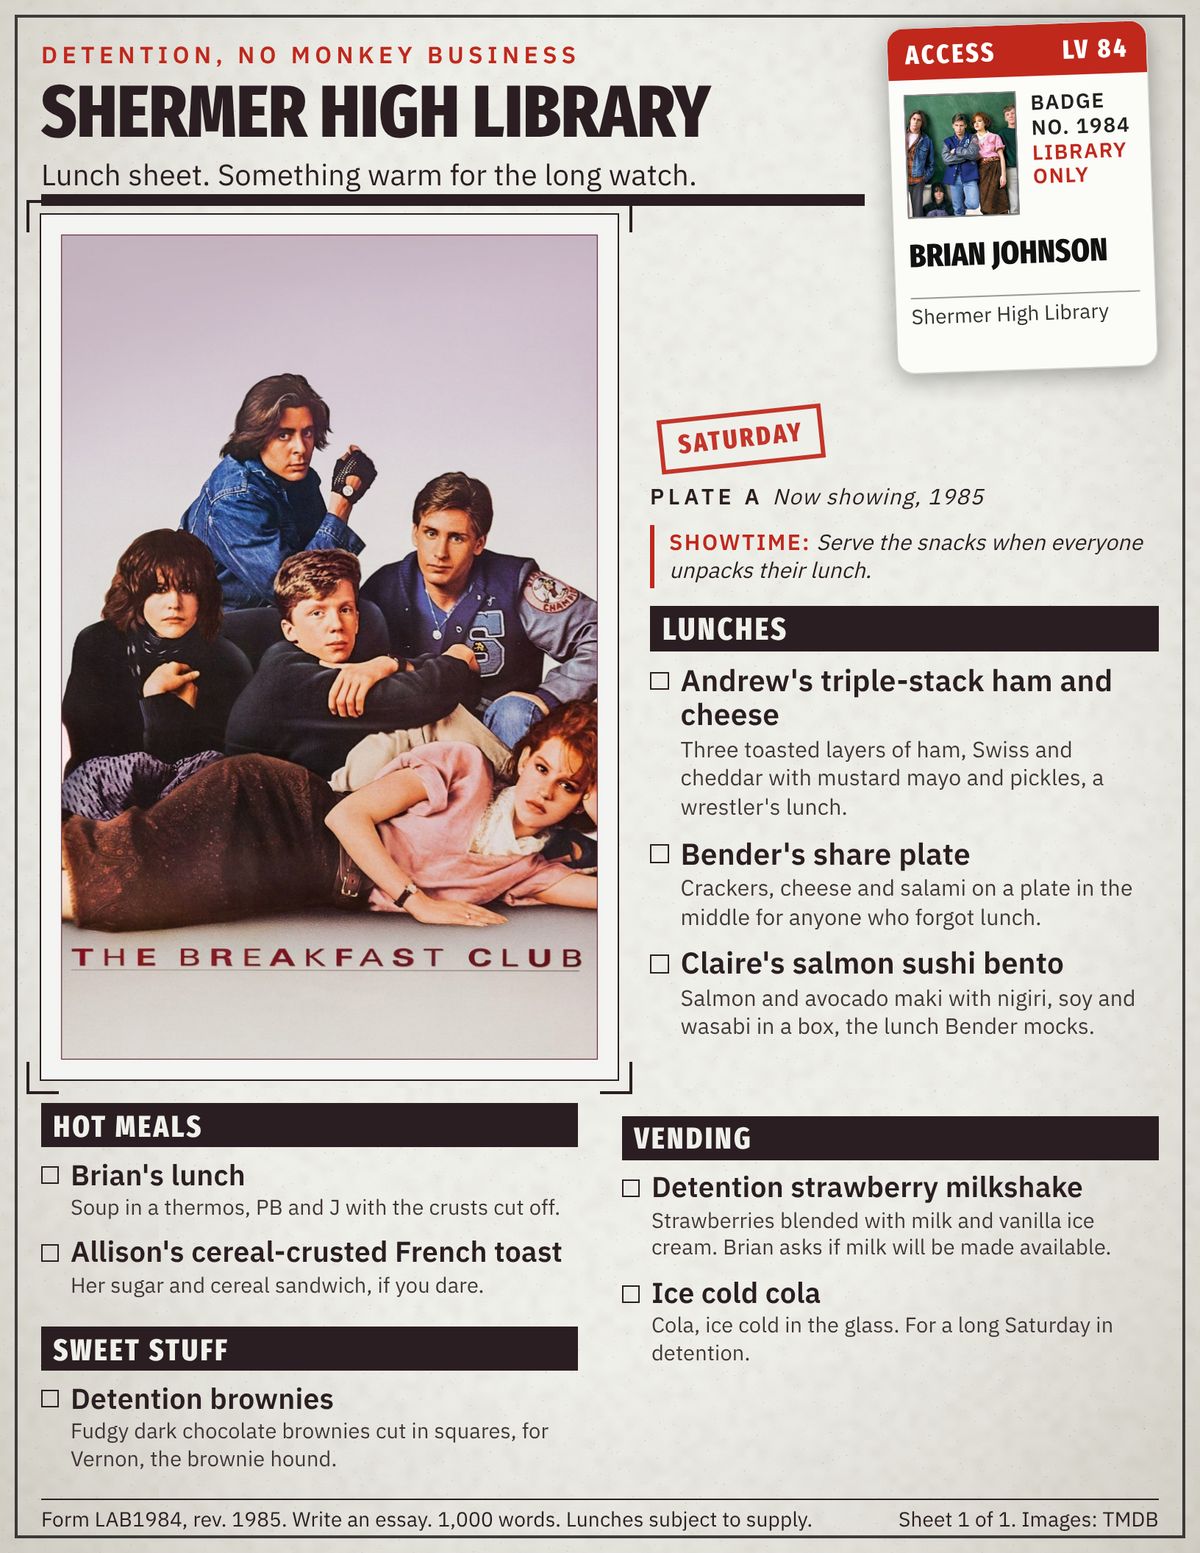 DETENTION, NO MONKEY BUSINESS
SHERMER HIGH LIBRARY
Lunch sheet. Something warm for the long watch.
ACCESS LV 84
BADGE
NO. 1984
LIBRARY
ONLY
BRIAN JOHNSON
Shermer High Library
THE BREAKFAST CLUB
SATURDAY
PLATE A Now showing, 1985
SHOWTIME: Serve the snacks when everyone
unpacks their lunch.
LUNCHES
Andrew's triple-stack ham and
cheese
Three toasted layers of ham, Swiss and
cheddar with mustard mayo and pickles, a
wrestler's lunch.
Bender's share plate
Crackers, cheese and salami on a plate in the
middle for anyone who forgot lunch.
Claire's salmon sushi bento
Salmon and avocado maki with nigiri, soy and
wasabi in a box, the lunch Bender mocks.
HOT MEALS
Brian's lunch
Soup in a thermos, PB and J with the crusts cut off.
Allison's cereal-crusted French toast
Her sugar and cereal sandwich, if you dare.
SWEET STUFF
Detention brownies
Fudgy dark chocolate brownies cut in squares, for
Vernon, the brownie hound.
VENDING
Detention strawberry milkshake
Strawberries blended with milk and vanilla ice
cream. Brian asks if milk will be made available.
Ice cold cola
Cola, ice cold in the glass. For a long Saturday in
detention.
Form LAB1984, rev. 1985. Write an essay. 1,000 words. Lunches subject to supply.
Sheet 1 of 1. Images: TMDB